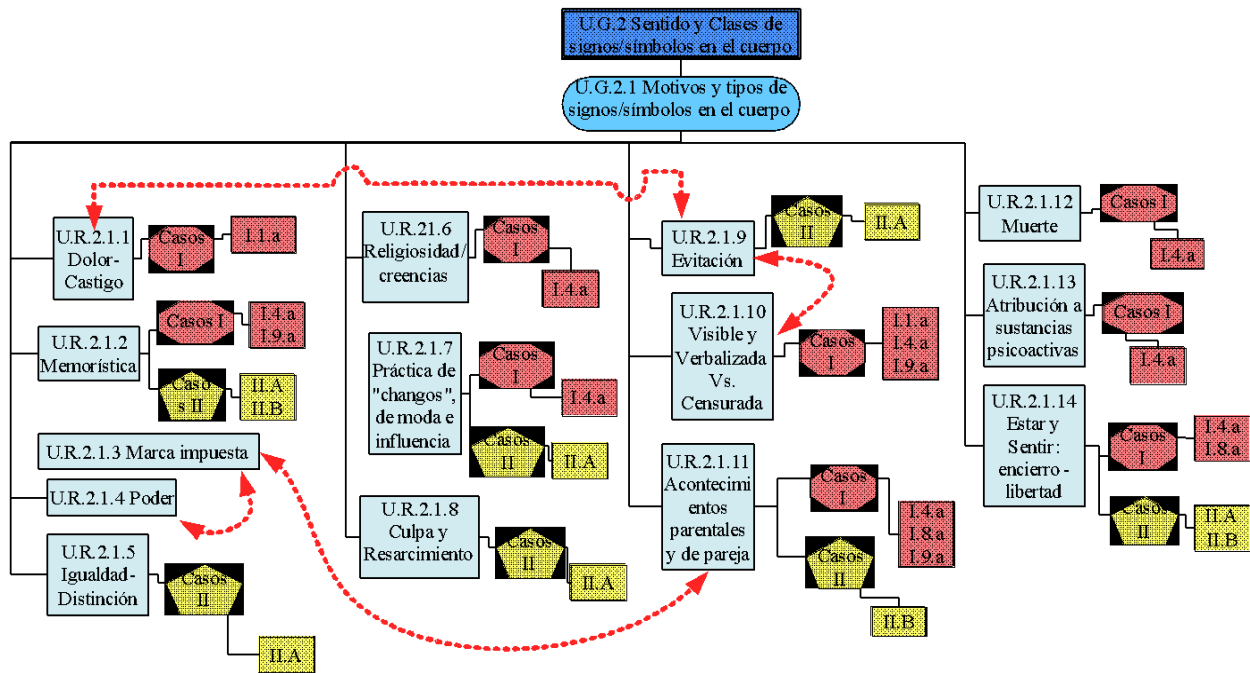 U.G.2 Sentido y Clases de
signos/símbolos en el cuerpo
U.G.2.1 Motivos y tipos de
signos/símbolos en el cuerpo
U.R.2.1.1
Dolor-
Castigo
Casos
I
I.1.a
U.R.2.1.2
Memorística
Casos I
I.4.a
I.9.a
Caso
s II
II.A
II.B
U.R.2.1.3 Marca impuesta
U.R.2.1.4 Poder
U.R.2.1.5
Igualdad-
Distinción
Casos
II
II.A
U.R.21.6
Religiosidad/
creencias
Casos
I
I.4.a
U.R.2.1.7
Práctica de
"changos",
de moda e
influencia
Casos
I
I.4.a
Casos
II
II.A
U.R.2.1.8
Culpa y
Resarcimiento
Casos
II
II.A
U.R.2.1.9
Evitación
Casos
II
II.A
U.R.2.1.10
Visible y
Verbalizada
Vs.
Censurada
Casos
I
I.1.a
I.4.a
I.9.a
U.R.2.1.11
Acontecimi
entos
parentales
y de pareja
Casos
I
I.4.a
I.8.a
I.9.a
Casos
II
II.B
U.R.2.1.12
Muerte
Casos I
I.4.a
U.R.2.1.13
Atribución a
sustancias
psicoactivas
Casos I
I.4.a
U.R.2.1.14
Estar y
Sentir:
encierro -
libertad
Casos
I
I.4.a
I.8.a
Casos
II
II.A
II.B